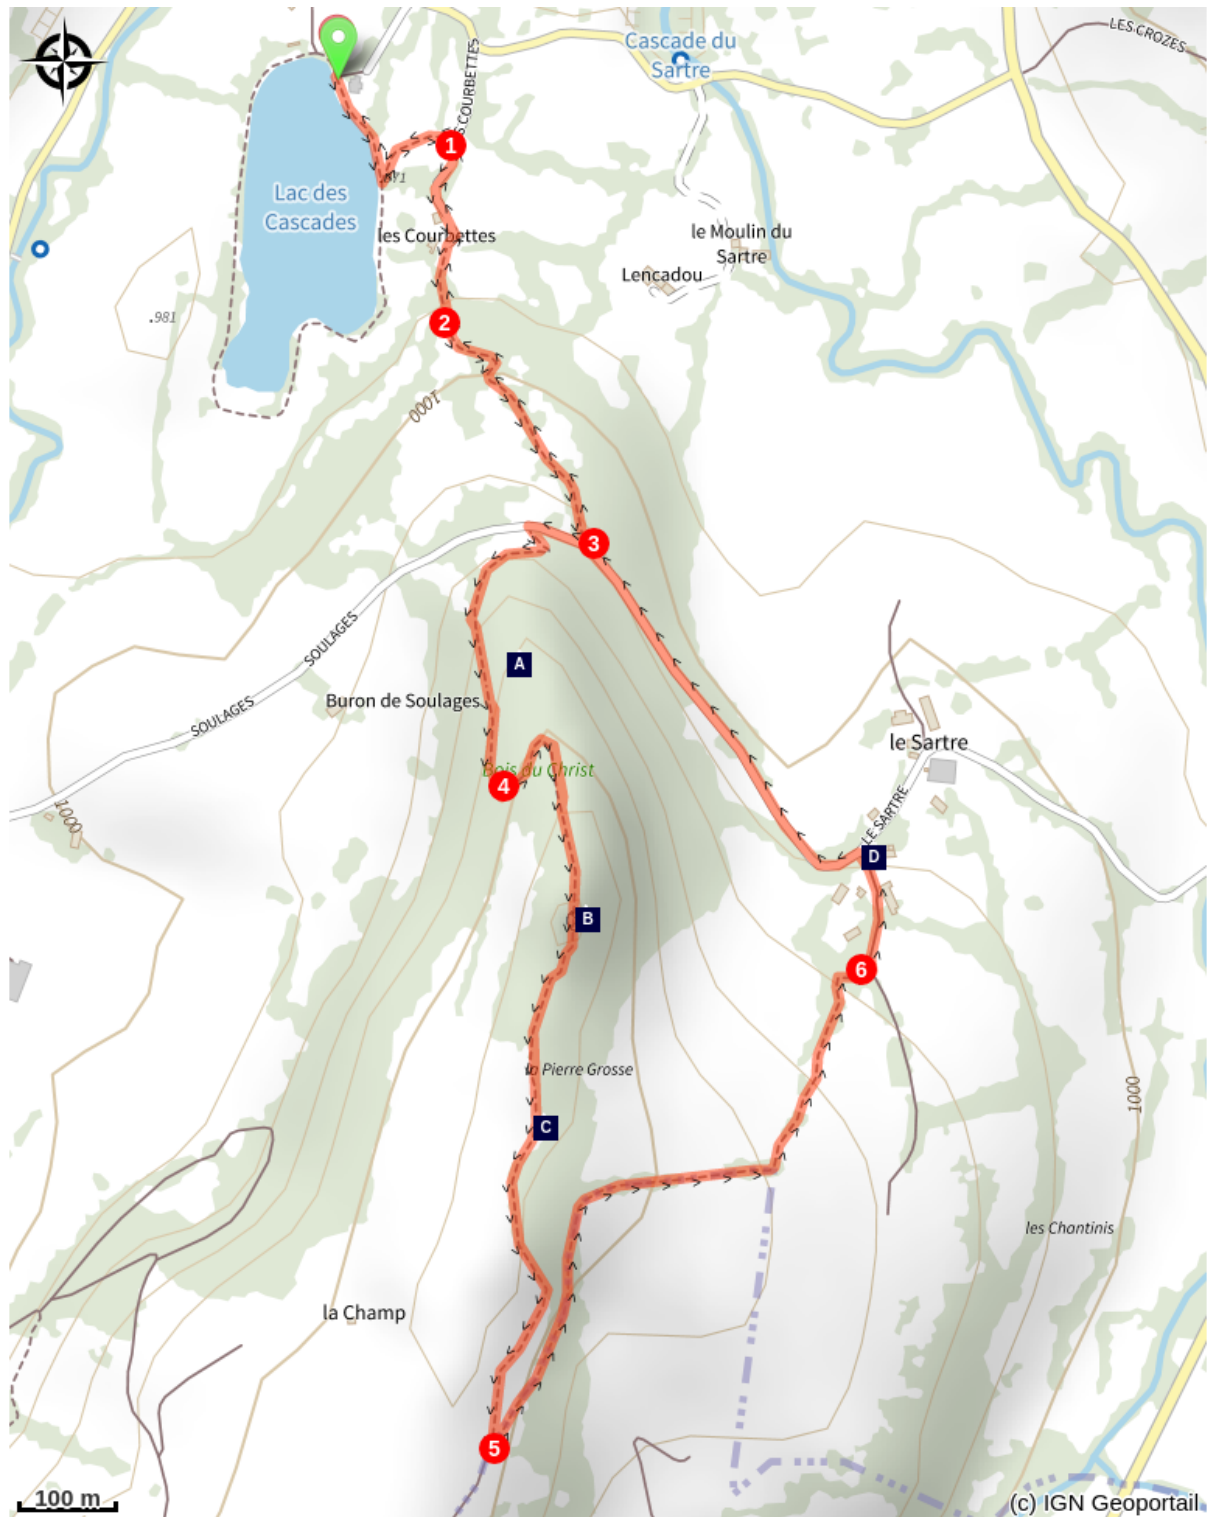 LES CROZES
Cascade du
Sartre
COURBETTES
1
Lac des
Cascades
les Courbettes
le Moulin du
Sartre
Lencadou
.981
2
1000
3
SOULAGES
A
SOULAGES
Buron de Soulages
le Sartre
Bois du Christ
4
1000
LE SARTRE
D
B
6
la Pierre Grosse
1000
C
les Chantinis
la Champ
5
100 m
(c) IGN Geoportail